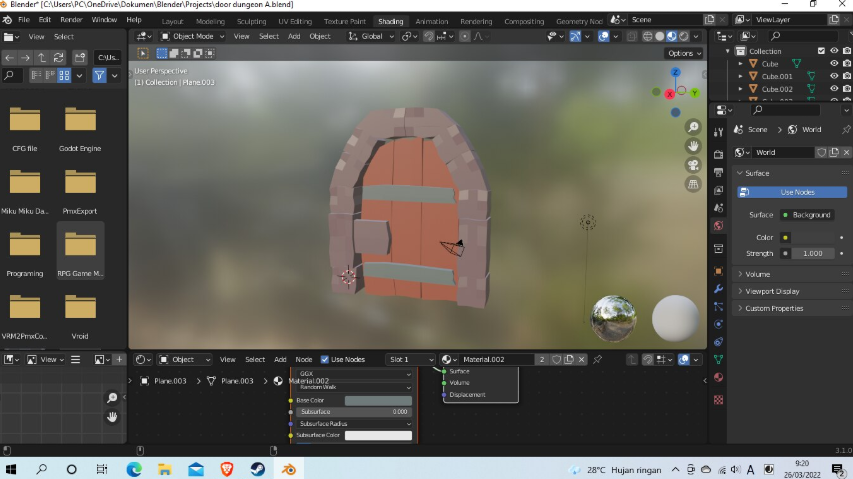 Blender* [C:\Users\PC\OneDrive\Dokumen\Blender\Projects\door dungeon A.blend]
File Edit Render Window Help
Layout Modeling Sculpting UV Editing Texture Paint Shading Animation Rendering Compositing Geometry Nod
Scene
ViewLayer
View Select
Object Mode
View Select Add Object
Global
Options
C:\Us...
CFG file
Godot Engine
Miku Miku Da...
PmxExport
Programing
RPG Game M...
VRM2PmxCo...
Vroid
User Perspective
(1) Collection | Plane.003
Z
X
Y
Collection
Cube
Cube.001
Cube.002
Scene
World
World
Surface
Use Nodes
Surface
Background
Color
Strength
1.000
Volume
Viewport Display
Custom Properties
View
Object
View Select Add Node
Use Nodes
Slot 1
Material.002
2
Plane.003
Plane.003
Material.002
GGX
Random Walk
Base Color
Subsurface
0.000
Subsurface Radius
Subsurface Color
Surface
Volume
Displacement
3.1.0
28°C Hujan ringan
A
9:20
26/03/2022
2